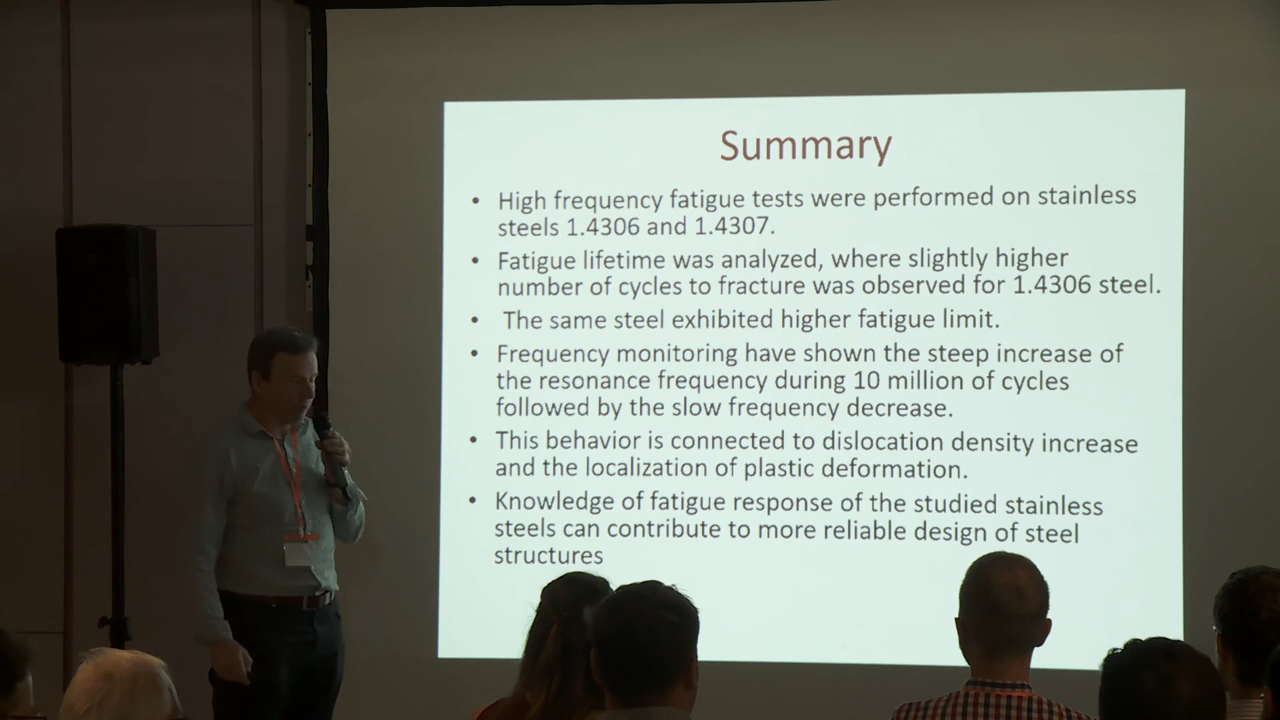 Summary
• High frequency fatigue tests were performed on stainless
steels 1.4306 and 1.4307.
• Fatigue lifetime was analyzed, where slightly higher
number of cycles to fracture was observed for 1.4306 steel.
• The same steel exhibited higher fatigue limit.
• Frequency monitoring have shown the steep increase of
the resonance frequency during 10 million of cycles
followed by the slow frequency decrease.
• This behavior is connected to dislocation density increase
and the localization of plastic deformation.
• Knowledge of fatigue response of the studied stainless
steels can contribute to more reliable design of steel
structures